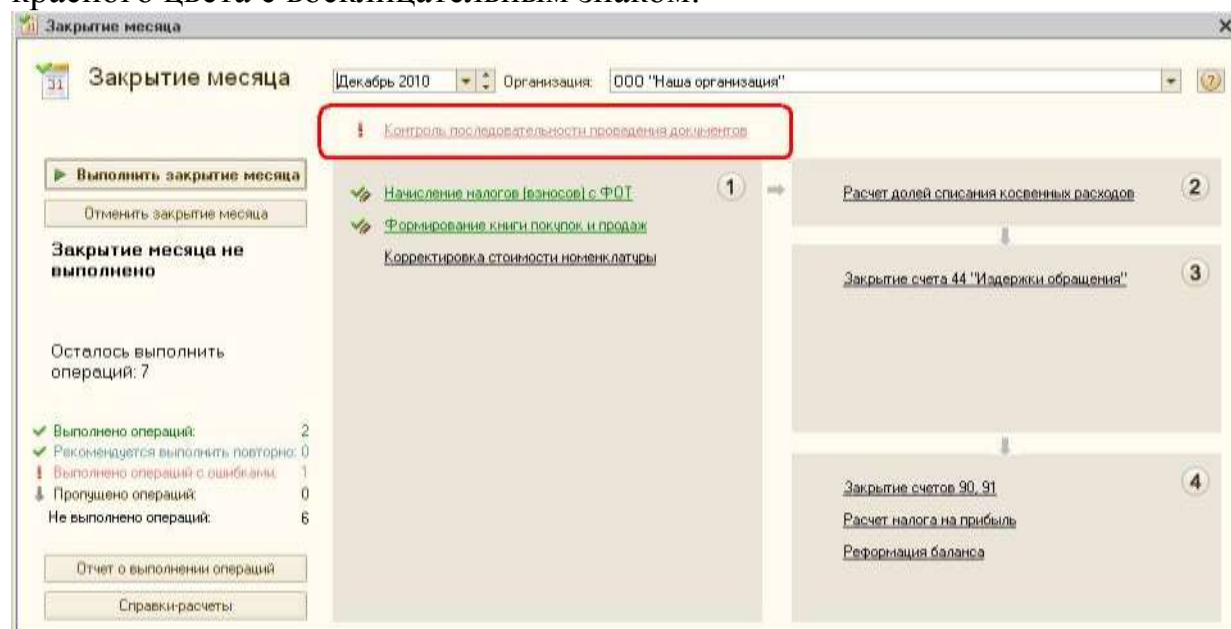 красного цвета с восклицательным знаком.
Закрытие месяца
Закрытие месяца
Декабрь 2010
Организация:
ООО "Наша организация"
Контроль последовательности проведения документов
Выполнить закрытие месяца
Отменить закрытие месяца
Закрытие месяца не
выполнено
Осталось выполнить
операций: 7
Выполнено операций: 2
Рекомендуется выполнить повторно: 0
Выполнено операций с ошибками: 1
Пропущено операций: 0
Не выполнено операций: 6
Отчет о выполнении операций
Справки-расчеты
1
Начисление налогов (взносов) с ФОТ
Формирование книги покупок и продаж
Корректировка стоимости номенклатуры
2
Расчет долей списания косвенных расходов
3
Закрытие счета 44 "Издержки обращения"
4
Закрытие счетов 90, 91
Расчет налога на прибыль
Реформация баланса